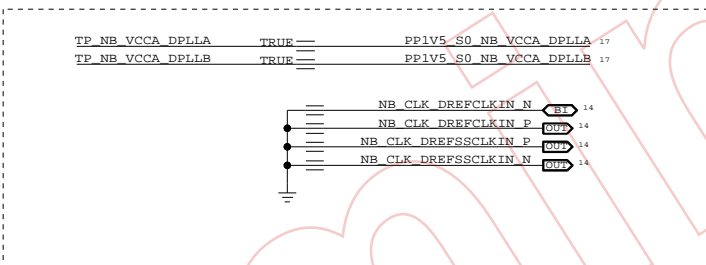 TP_NB_VCCA_DPLLA TRUE PP1V5_S0_NB_VCCA_DPLLA 17
TP_NB_VCCA_DPLLB TRUE PP1V5_S0_NB_VCCA_DPLLB 17
NB_CLK_DREFCLKIN_N BI 14
NB_CLK_DREFCLKIN_P OUT 14
NB_CLK_DREFSSCLKIN_P OUT 14
NB_CLK_DREFSSCLKIN_N OUT 14